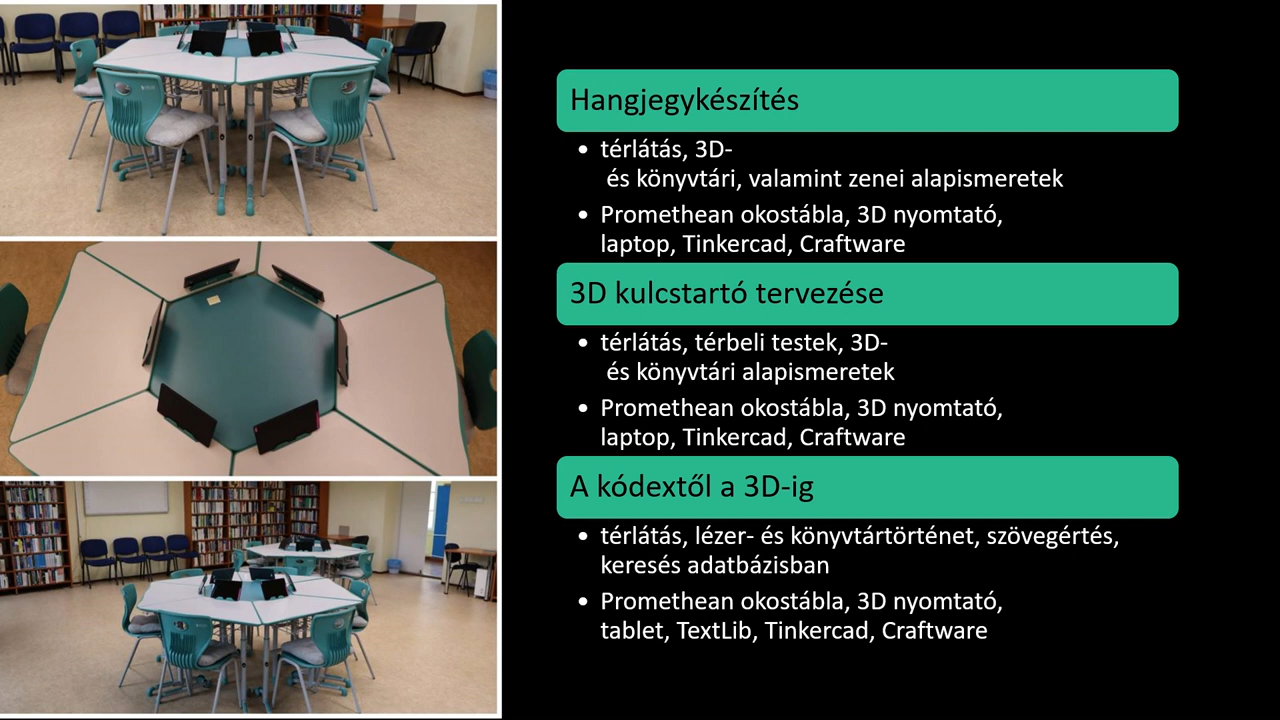 Hangjegykészítés
• térlátás, 3D-
és könyvtári, valamint zenei alapismeretek
• Promethean okostábla, 3D nyomtató,
laptop, Tinkercad, Craftware
3D kulcstartó tervezése
• térlátás, térbeli testek, 3D-
és könyvtári alapismeretek
• Promethean okostábla, 3D nyomtató,
laptop, Tinkercad, Craftware
A kódextől a 3D-ig
• térlátás, lézer- és könyvtártörténet, szövegértés,
keresés adatbázisban
• Promethean okostábla, 3D nyomtató,
tablet, TextLib, Tinkercad, Craftware